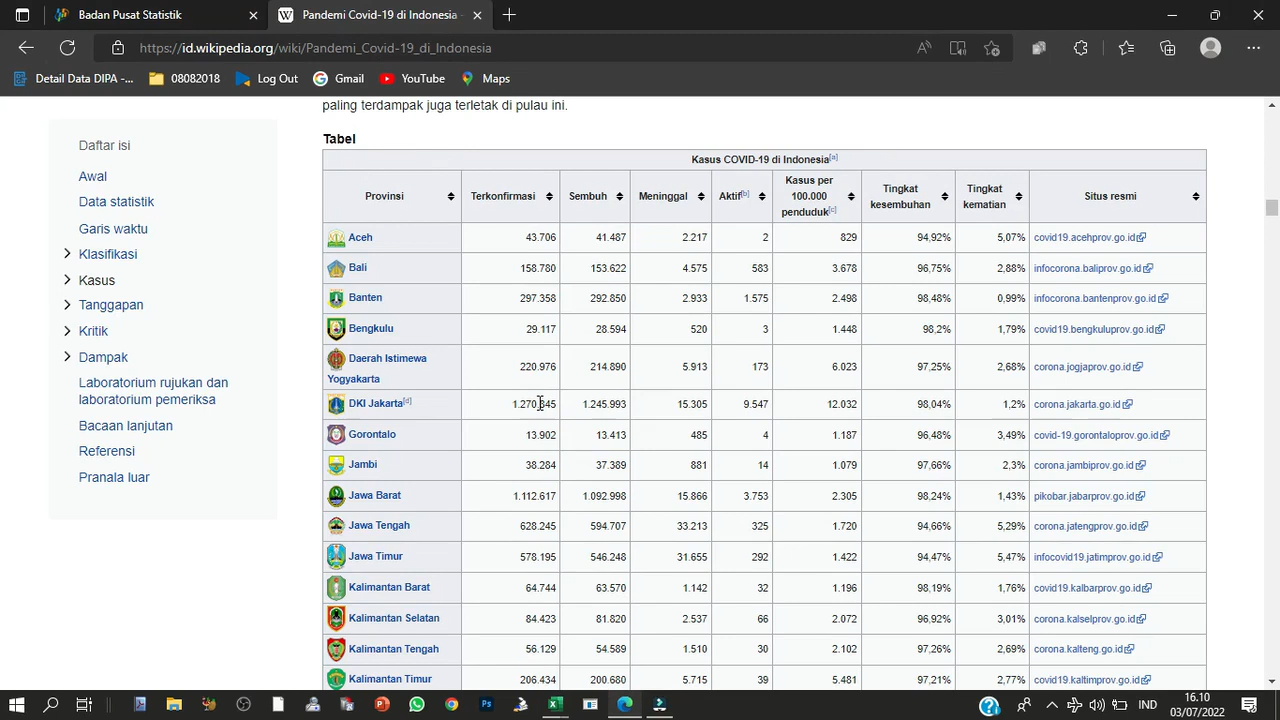 Badan Pusat Statistik
Pandemi Covid-19 di Indonesia -
https://id.wikipedia.org/wiki/Pandemi_Covid-19_di_Indonesia
Detail Data DIPA -... 08082018 Log Out Gmail YouTube Maps
paling terdampak juga terletak di pulau ini.
Daftar isi
Awal
Data statistik
Garis waktu
Klasifikasi
Kasus
Tanggapan
Kritik
Dampak
Laboratorium rujukan dan
laboratorium pemeriksa
Bacaan lanjutan
Referensi
Pranala luar
Tabel
Kasus COVID-19 di Indonesia[a]
Provinsi Terkonfirmasi Sembuh Meninggal Aktif[b] Kasus per 100.000 penduduk[c] Tingkat kesembuhan Tingkat kematian Situs resmi
Aceh 43.706 41.487 2.217 2 829 94,92% 5,07% covid19.acehprov.go.id
Bali 158.780 153.622 4.575 583 3.678 96,75% 2,88% infocorona.baliprov.go.id
Banten 297.358 292.850 2.933 1.575 2.498 98,48% 0,99% infocorona.bantenprov.go.id
Bengkulu 29.117 28.594 520 3 1.448 98,2% 1,79% covid19.bengkuluprov.go.id
Daerah Istimewa Yogyakarta 220.976 214.890 5.913 173 6.023 97,25% 2,68% corona.jogjaprov.go.id
DKI Jakarta[d] 1.270.845 1.245.993 15.305 9.547 12.032 98,04% 1,2% corona.jakarta.go.id
Gorontalo 13.902 13.413 485 4 1.187 96,48% 3,49% covid-19.gorontaloprov.go.id
Jambi 38.284 37.389 881 14 1.079 97,66% 2,3% corona.jambiprov.go.id
Jawa Barat 1.112.617 1.092.998 15.866 3.753 2.305 98,24% 1,43% pikobar.jabarprov.go.id
Jawa Tengah 628.245 594.707 33.213 325 1.720 94,66% 5,29% corona.jatengprov.go.id
Jawa Timur 578.195 546.248 31.655 292 1.422 94,47% 5,47% infocovid19.jatimprov.go.id
Kalimantan Barat 64.744 63.570 1.142 32 1.196 98,19% 1,76% covid19.kalbarprov.go.id
Kalimantan Selatan 84.423 81.820 2.537 66 2.072 96,92% 3,01% corona.kalselprov.go.id
Kalimantan Tengah 56.129 54.589 1.510 30 2.102 97,26% 2,69% corona.kalteng.go.id
Kalimantan Timur 206.434 200.680 5.715 39 5.481 97,21% 2,77% covid19.kaltimprov.go.id
IND
16.10
03/07/2022